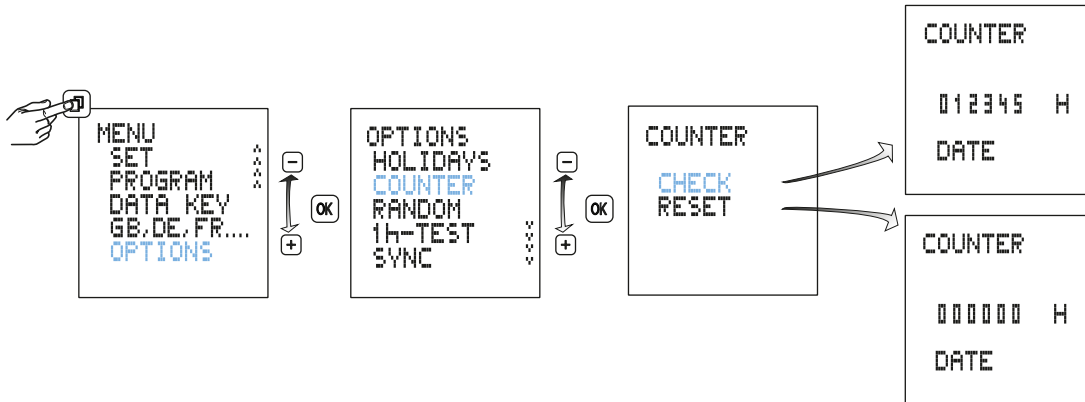 MENU
SET
PROGRAM
DATA KEY
GB,DE,FR....
OPTIONS
−
OK
+
OPTIONS
HOLIDAYS
COUNTER
RANDOM
1h-TEST
SYNC
−
OK
+
COUNTER
CHECK
RESET
COUNTER
012345 H
DATE
COUNTER
000000 H
DATE